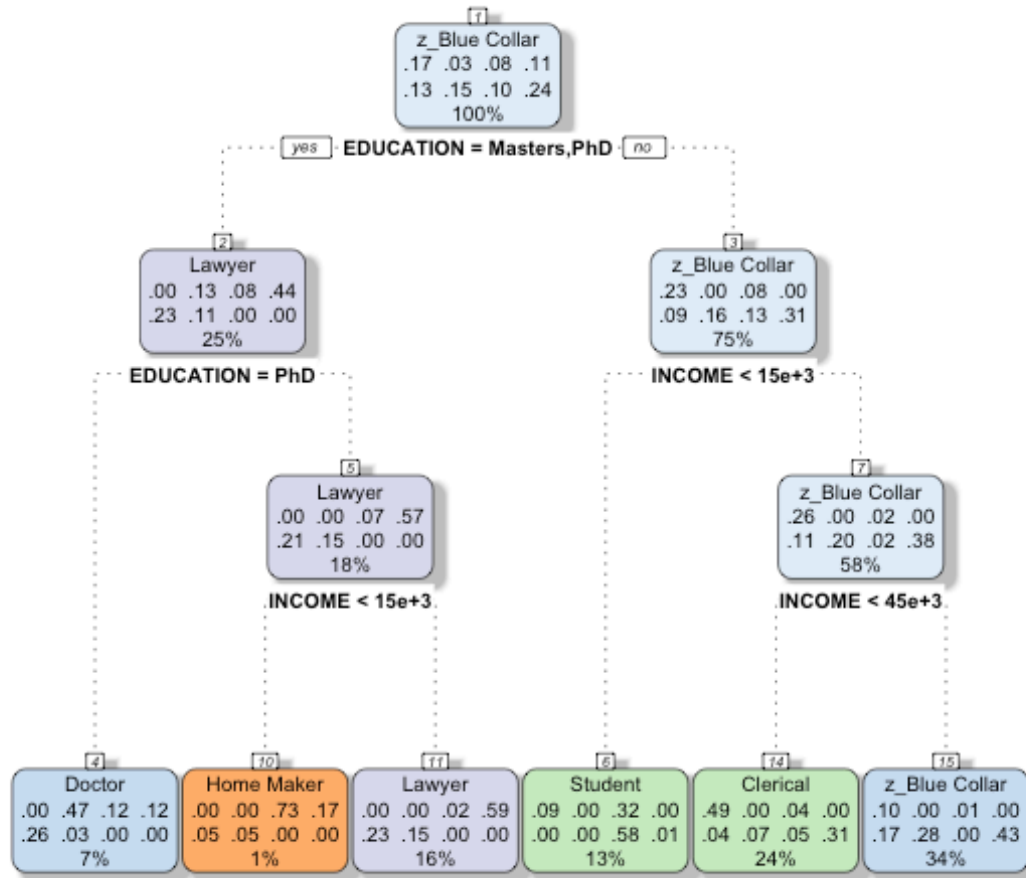 1
z_Blue Collar
.17 .03 .08 .11
.13 .15 .10 .24
100%
yes EDUCATION = Masters,PhD no
2
Lawyer
.00 .13 .08 .44
.23 .11 .00 .00
25%
3
z_Blue Collar
.23 .00 .08 .00
.09 .16 .13 .31
75%
EDUCATION = PhD
INCOME < 15e+3
5
Lawyer
.00 .00 .07 .57
.21 .15 .00 .00
18%
7
z_Blue Collar
.26 .00 .02 .00
.11 .20 .02 .38
58%
INCOME < 15e+3
INCOME < 45e+3
4
Doctor
.00 .47 .12 .12
.26 .03 .00 .00
7%
10
Home Maker
.00 .00 .73 .17
.05 .05 .00 .00
1%
11
Lawyer
.00 .00 .02 .59
.23 .15 .00 .00
16%
6
Student
.09 .00 .32 .00
.00 .00 .58 .01
13%
14
Clerical
.49 .00 .04 .00
.04 .07 .05 .31
24%
15
z_Blue Collar
.10 .00 .01 .00
.17 .28 .00 .43
34%